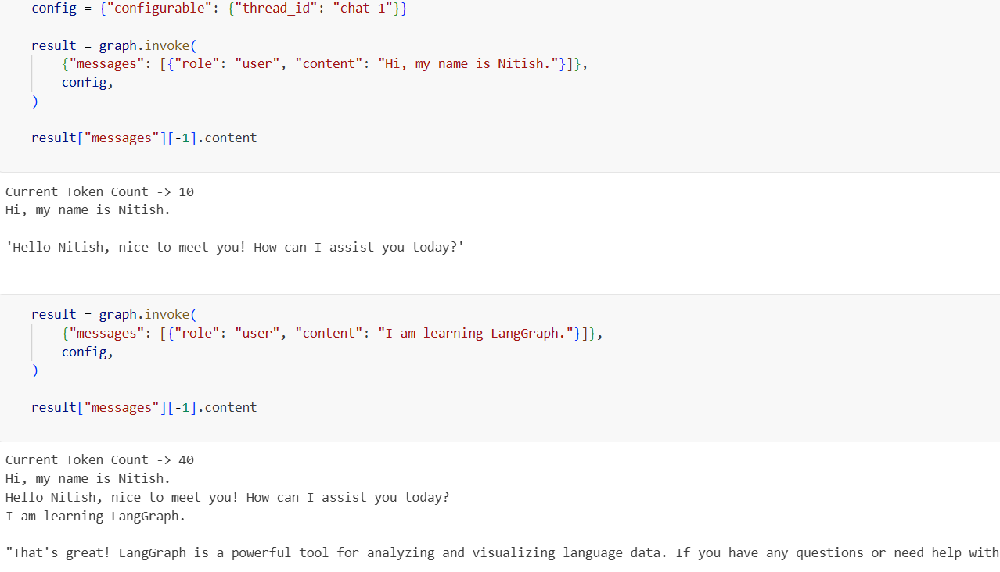 config = {"configurable": {"thread_id": "chat-1"}}
result = graph.invoke(
{"messages": [{"role": "user", "content": "Hi, my name is Nitish."}]},
config,
)
result["messages"][-1].content
Current Token Count -> 10
Hi, my name is Nitish.
'Hello Nitish, nice to meet you! How can I assist you today?'
result = graph.invoke(
{"messages": [{"role": "user", "content": "I am learning LangGraph."}]},
config,
)
result["messages"][-1].content
Current Token Count -> 40
Hi, my name is Nitish.
Hello Nitish, nice to meet you! How can I assist you today?
I am learning LangGraph.
"That's great! LangGraph is a powerful tool for analyzing and visualizing language data. If you have any questions or need help with